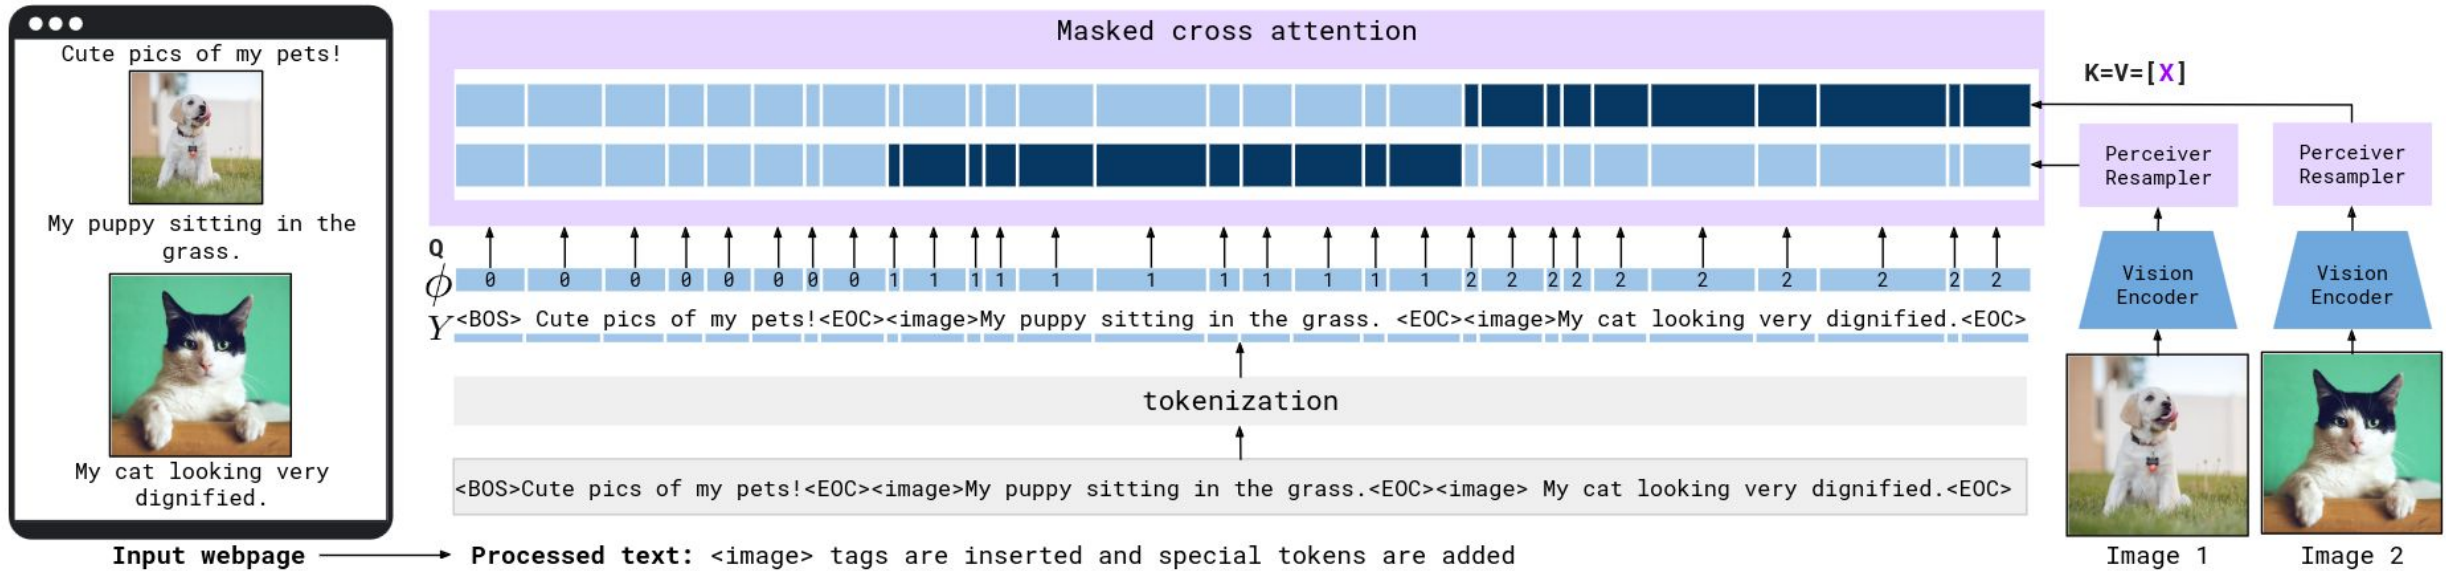 Cute pics of my pets!
My puppy sitting in the
grass.
My cat looking very
dignified.
Input webpage
Masked cross attention
K=V=[X]
Perceiver
Resampler
Perceiver
Resampler
Q
ϕ 0 0 0 0 0 0 0 0 1 1 1 1 1 1 1 1 1 1 1 2 2 2 2 2 2 2 2 2 2
Y <BOS> Cute pics of my pets!<EOC><image>My puppy sitting in the grass. <EOC><image>My cat looking very dignified.<EOC>
Vision
Encoder
Vision
Encoder
tokenization
<BOS>Cute pics of my pets!<EOC><image>My puppy sitting in the grass.<EOC><image> My cat looking very dignified.<EOC>
Processed text: <image> tags are inserted and special tokens are added
Image 1
Image 2